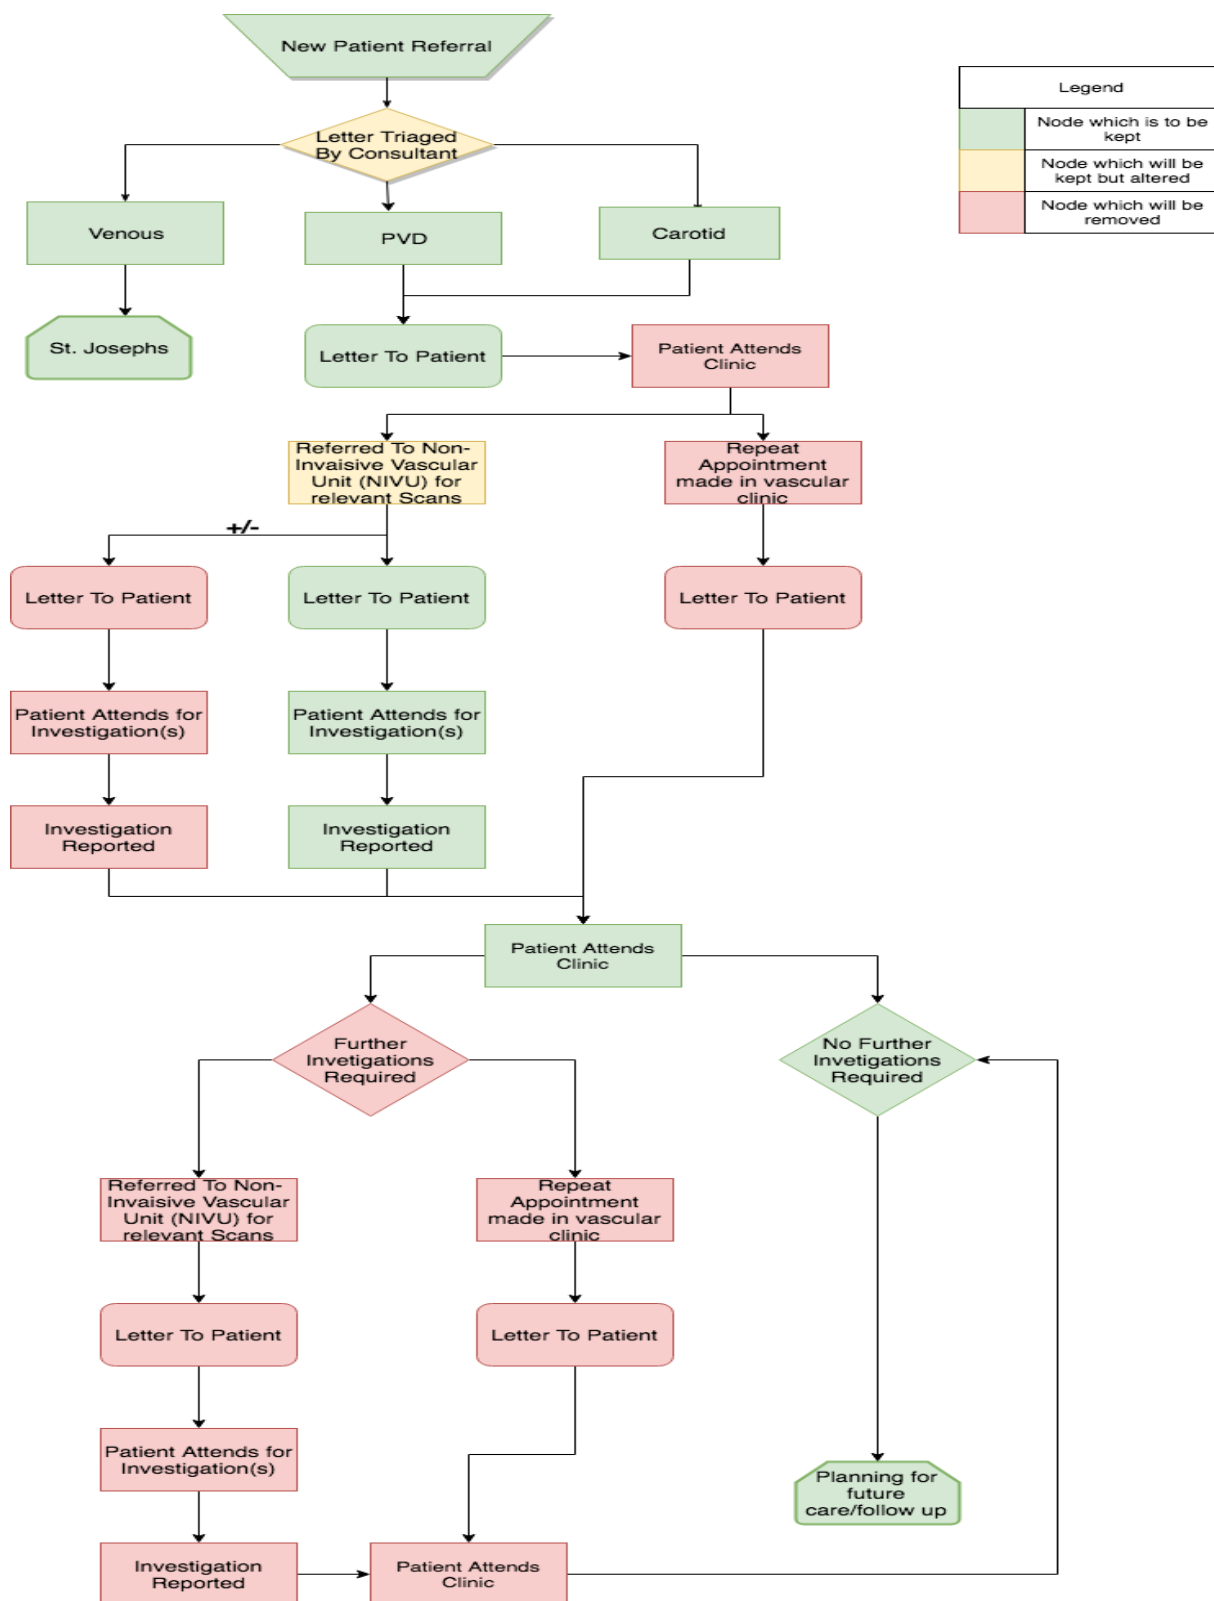 New Patient Referral
Legend
Node which is to be
kept
Node which will be
kept but altered
Node which will be
removed
Letter Triaged
By Consultant
Venous
PVD
Carotid
St. Josephs
Letter To Patient
Patient Attends
Clinic
Referred To Non-
Invaisive Vascular
Unit (NIVU) for
relevant Scans
Repeat
Appointment
made in vascular
clinic
+/-
Letter To Patient
Letter To Patient
Letter To Patient
Patient Attends for
Investigation(s)
Patient Attends for
Investigation(s)
Investigation
Reported
Investigation
Reported
Patient Attends
Clinic
Further
Invetigations
Required
No Further
Invetigations
Required
Referred To Non-
Invaisive Vascular
Unit (NIVU) for
relevant Scans
Repeat
Appointment
made in vascular
clinic
Letter To Patient
Letter To Patient
Patient Attends for
Investigation(s)
Planning for
future
care/follow up
Investigation
Reported
Patient Attends
Clinic